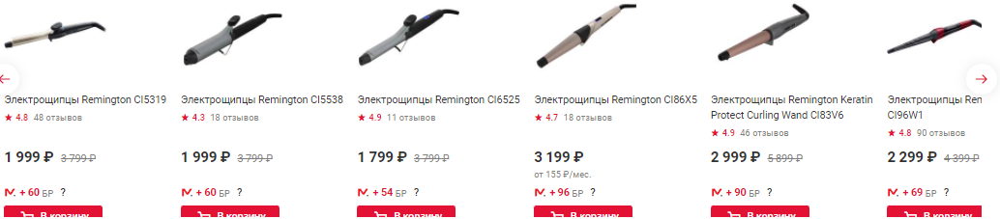 Электрощипцы Remington CI5319
★ 4.8 48 отзывов
1 999 ₽ 3 799 ₽
+ 60 БР ?
В корзину
Электрощипцы Remington CI5538
★ 4.3 18 отзывов
1 999 ₽ 3 799 ₽
+ 60 БР ?
В корзину
Электрощипцы Remington CI6525
★ 4.9 11 отзывов
1 799 ₽ 3 799 ₽
+ 54 БР ?
В корзину
Электрощипцы Remington CI86X5
★ 4.7 18 отзывов
3 199 ₽
от 155 ₽/мес.
+ 96 БР ?
В корзину
Электрощипцы Remington Keratin
Protect Curling Wand CI83V6
★ 4.9 46 отзывов
2 999 ₽ 5 899 ₽
+ 90 БР ?
В корзину
Электрощипцы Rem
CI96W1
★ 4.8 90 отзывов
2 299 ₽ 4 399 ₽
+ 69 БР ?
В корзину